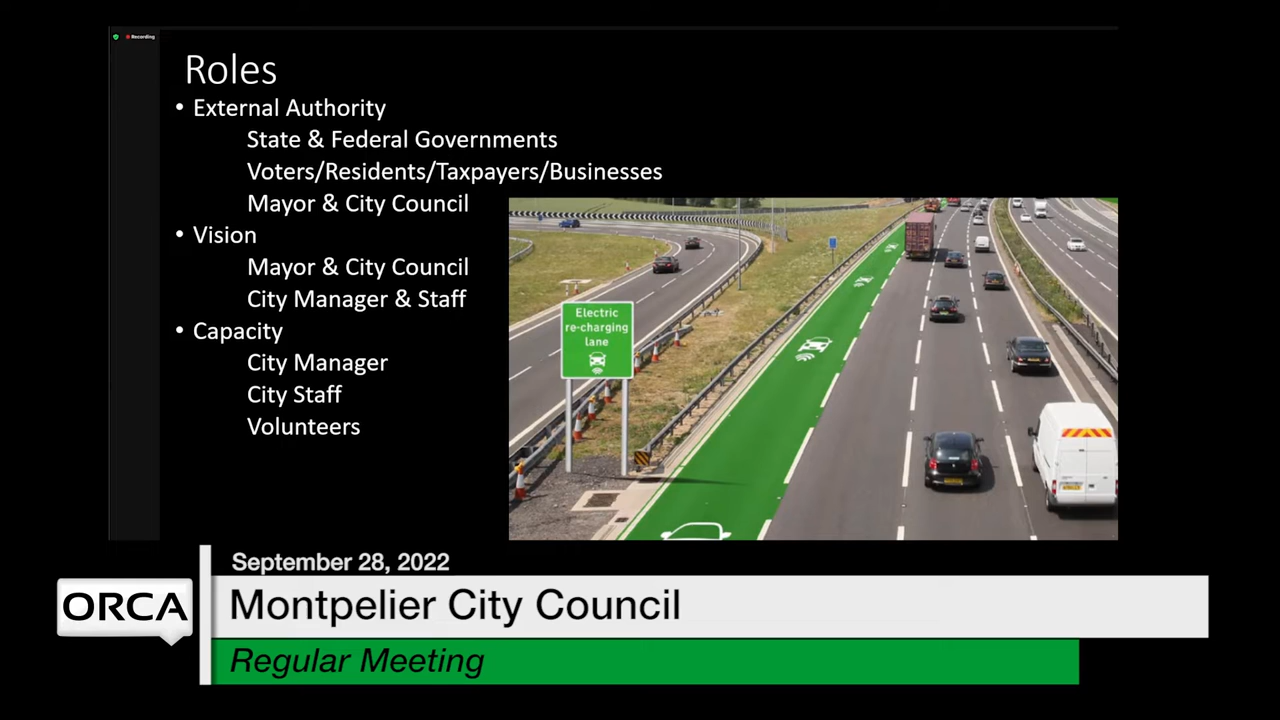 Recording
Roles
• External Authority
State & Federal Governments
Voters/Residents/Taxpayers/Businesses
Mayor & City Council
• Vision
Mayor & City Council
City Manager & Staff
• Capacity
City Manager
City Staff
Volunteers
Electric
re-charging
lane
September 28, 2022
ORCA
Montpelier City Council
Regular Meeting